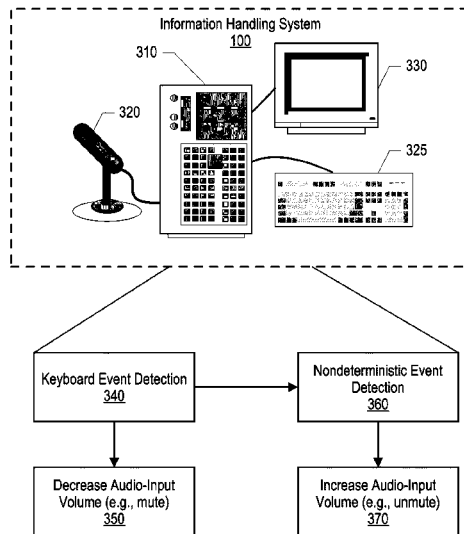 Information Handling System
100
310
320
330
325
Keyboard Event Detection
340
Nondeterministic Event
Detection
360
Decrease Audio-Input
Volume (e.g., mute)
350
Increase Audio-Input
Volume (e.g., unmute)
370